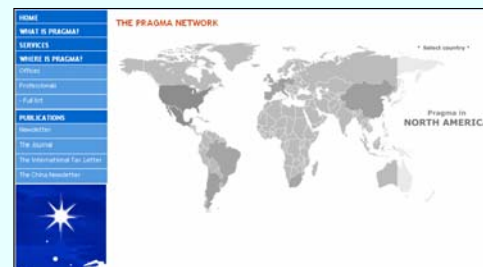 HOME
WHAT IS PRAGMA?
SERVICES
WHERE IS PRAGMA?
Offices
Professionals
- Full list
PUBLICATIONS
Newsletter
The Journal
The International Tax Letter
The China Newsletter
THE PRAGMA NETWORK
* Select country *
Pragma in
NORTH AMERICA